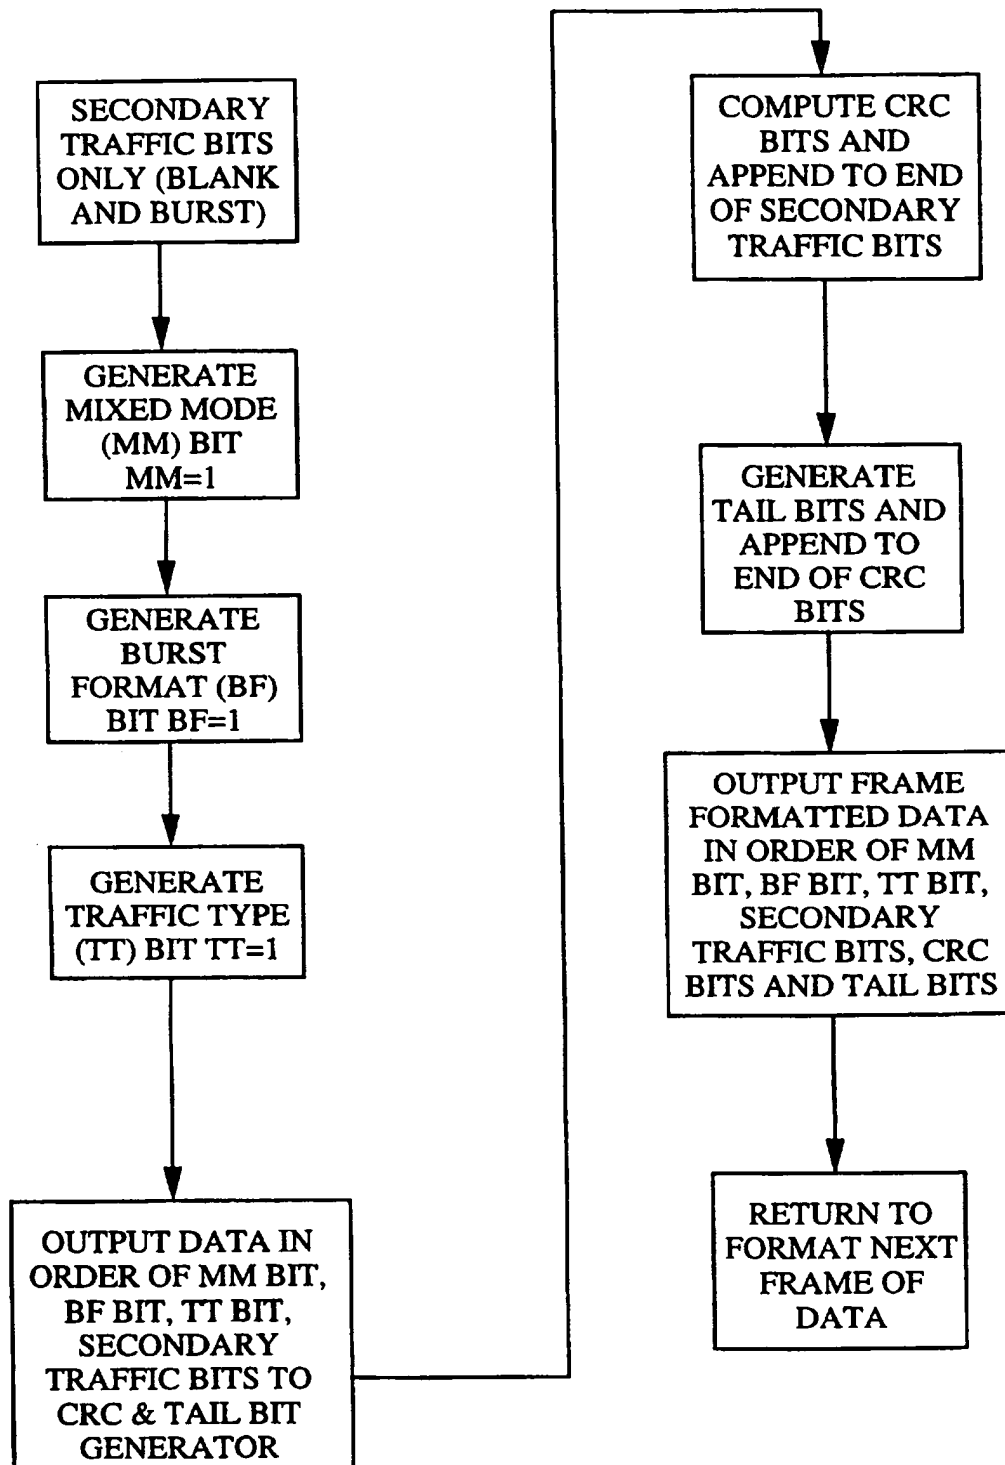 SECONDARY
TRAFFIC BITS
ONLY (BLANK
AND BURST)
GENERATE
MIXED MODE
(MM) BIT
MM=1
GENERATE
BURST
FORMAT (BF)
BIT BF=1
GENERATE
TRAFFIC TYPE
(TT) BIT TT=1
OUTPUT DATA IN
ORDER OF MM BIT,
BF BIT, TT BIT,
SECONDARY
TRAFFIC BITS TO
CRC & TAIL BIT
GENERATOR
COMPUTE CRC
BITS AND
APPEND TO END
OF SECONDARY
TRAFFIC BITS
GENERATE
TAIL BITS AND
APPEND TO
END OF CRC
BITS
OUTPUT FRAME
FORMATTED DATA
IN ORDER OF MM
BIT, BF BIT, TT BIT,
SECONDARY
TRAFFIC BITS, CRC
BITS AND TAIL BITS
RETURN TO
FORMAT NEXT
FRAME OF
DATA